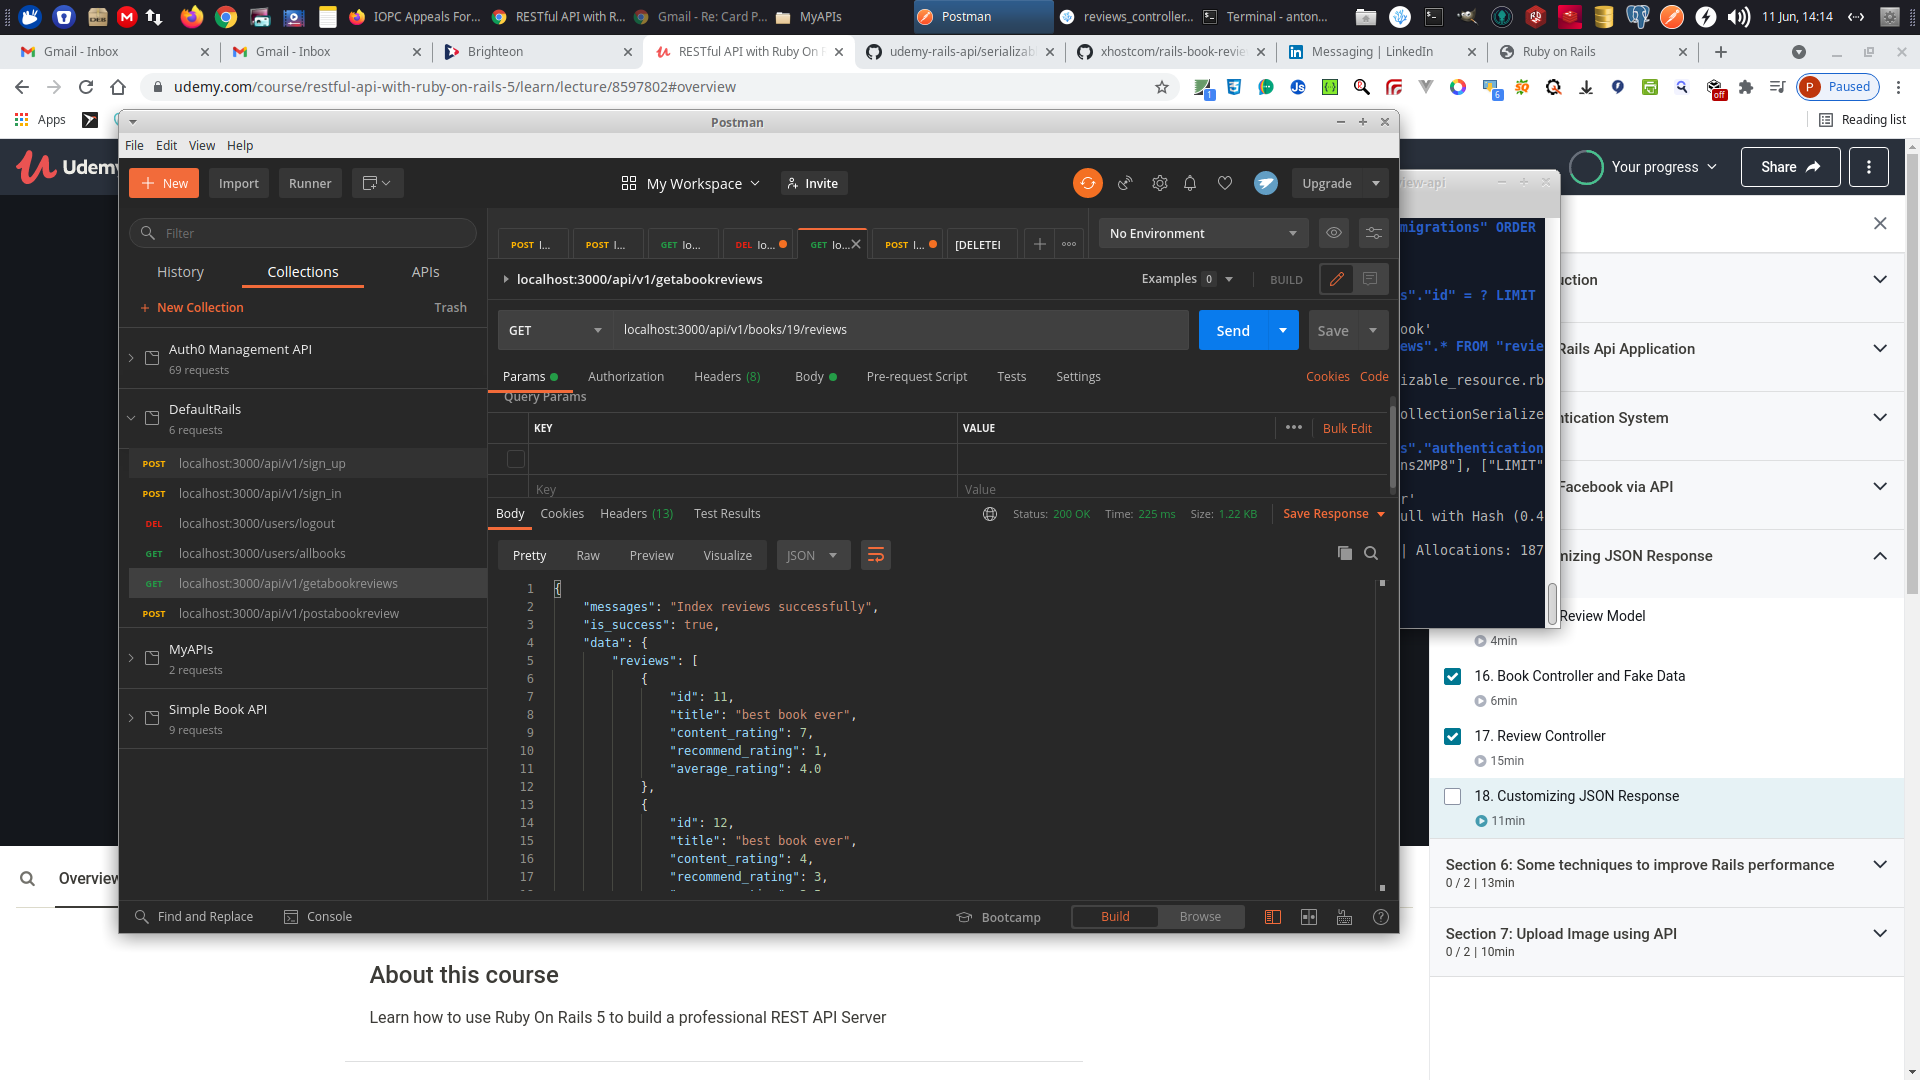 IOPC Appeals For...
RESTful API with R...
Gmail - Re: Card P...
MyAPIs
Postman
reviews_controller...
Terminal - anton...
11 Jun, 14:14
Gmail - Inbox
Gmail - Inbox
Brighteon
RESTful API with Ruby On R
udemy-rails-api/serializab
xhostcom/rails-book-revie
Messaging | LinkedIn
Ruby on Rails
udemy.com/course/restful-api-with-ruby-on-rails-5/learn/lecture/8597802#overview
1
6
off
P
Paused
Apps
Reading list
Postman
File Edit View Help
Udemy
New
Import
Runner
My Workspace
Invite
Upgrade
Your progress
Share
view-api
Filter
POST l...
POST l...
GET lo...
DEL lo...
GET lo...
POST l...
[DELETE]
No Environment
migrations" ORDER
History
Collections
APIs
localhost:3000/api/v1/getabookreviews
Examples 0
BUILD
s"."id" = ? LIMIT
uction
New Collection
Trash
GET
localhost:3000/api/v1/books/19/reviews
Send
Save
ook'
ews".* FROM "revie
Auth0 Management API
69 requests
Rails Api Application
Params
Authorization
Headers (8)
Body
Pre-request Script
Tests
Settings
Cookies
Code
izable_resource.rb
Query Params
DefaultRails
6 requests
KEY
VALUE
Bulk Edit
ollectionSerialize
ntication System
s"."authentication
POST localhost:3000/api/v1/sign_up
ns2MP8"], ["LIMIT"
Key
Value
POST localhost:3000/api/v1/sign_in
r'
Facebook via API
Body
Cookies
Headers (13)
Test Results
Status: 200 OK
Time: 225 ms
Size: 1.22 KB
Save Response
ull with Hash (0.4
DEL localhost:3000/users/logout
GET localhost:3000/users/allbooks
Pretty
Raw
Preview
Visualize
JSON
| Allocations: 187
mizing JSON Response
GET localhost:3000/api/v1/getabookreviews
POST localhost:3000/api/v1/postabookreview
1 {
2 "messages": "Index reviews successfully",
3 "is_success": true,
4 "data": {
5 "reviews": [
6 {
7 "id": 11,
8 "title": "best book ever",
9 "content_rating": 7,
10 "recommend_rating": 1,
11 "average_rating": 4.0
12 },
13 {
14 "id": 12,
15 "title": "best book ever",
16 "content_rating": 4,
17 "recommend_rating": 3,
MyAPIs
2 requests
Simple Book API
9 requests
Review Model
4min
16. Book Controller and Fake Data
6min
17. Review Controller
15min
18. Customizing JSON Response
11min
Section 6: Some techniques to improve Rails performance
0 / 2 | 13min
Section 7: Upload Image using API
0 / 2 | 10min
Overview
Find and Replace
Console
Bootcamp
Build
Browse
About this course
Learn how to use Ruby On Rails 5 to build a professional REST API Server